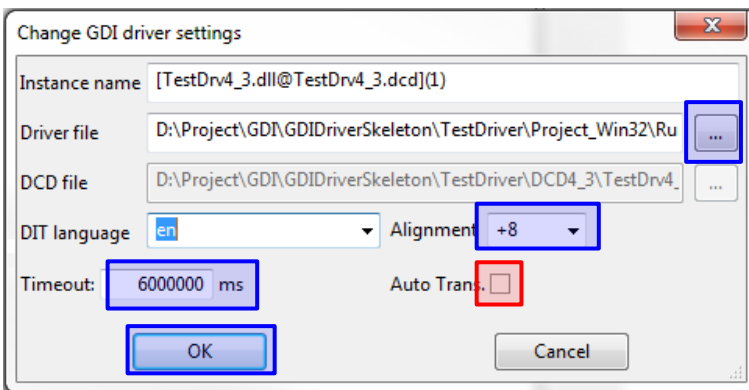 Change GDI driver settings
Instance name [TestDrv4_3.dll@TestDrv4_3.dcd](1)
Driver file D:\Project\GDI\GDIDriverSkeleton\TestDriver\Project_Win32\Ru ...
DCD file D:\Project\GDI\GDIDriverSkeleton\TestDriver\DCD4_3\TestDrv4_ ...
DIT language en Alignment +8
Timeout: 6000000 ms Auto Trans.
OK Cancel